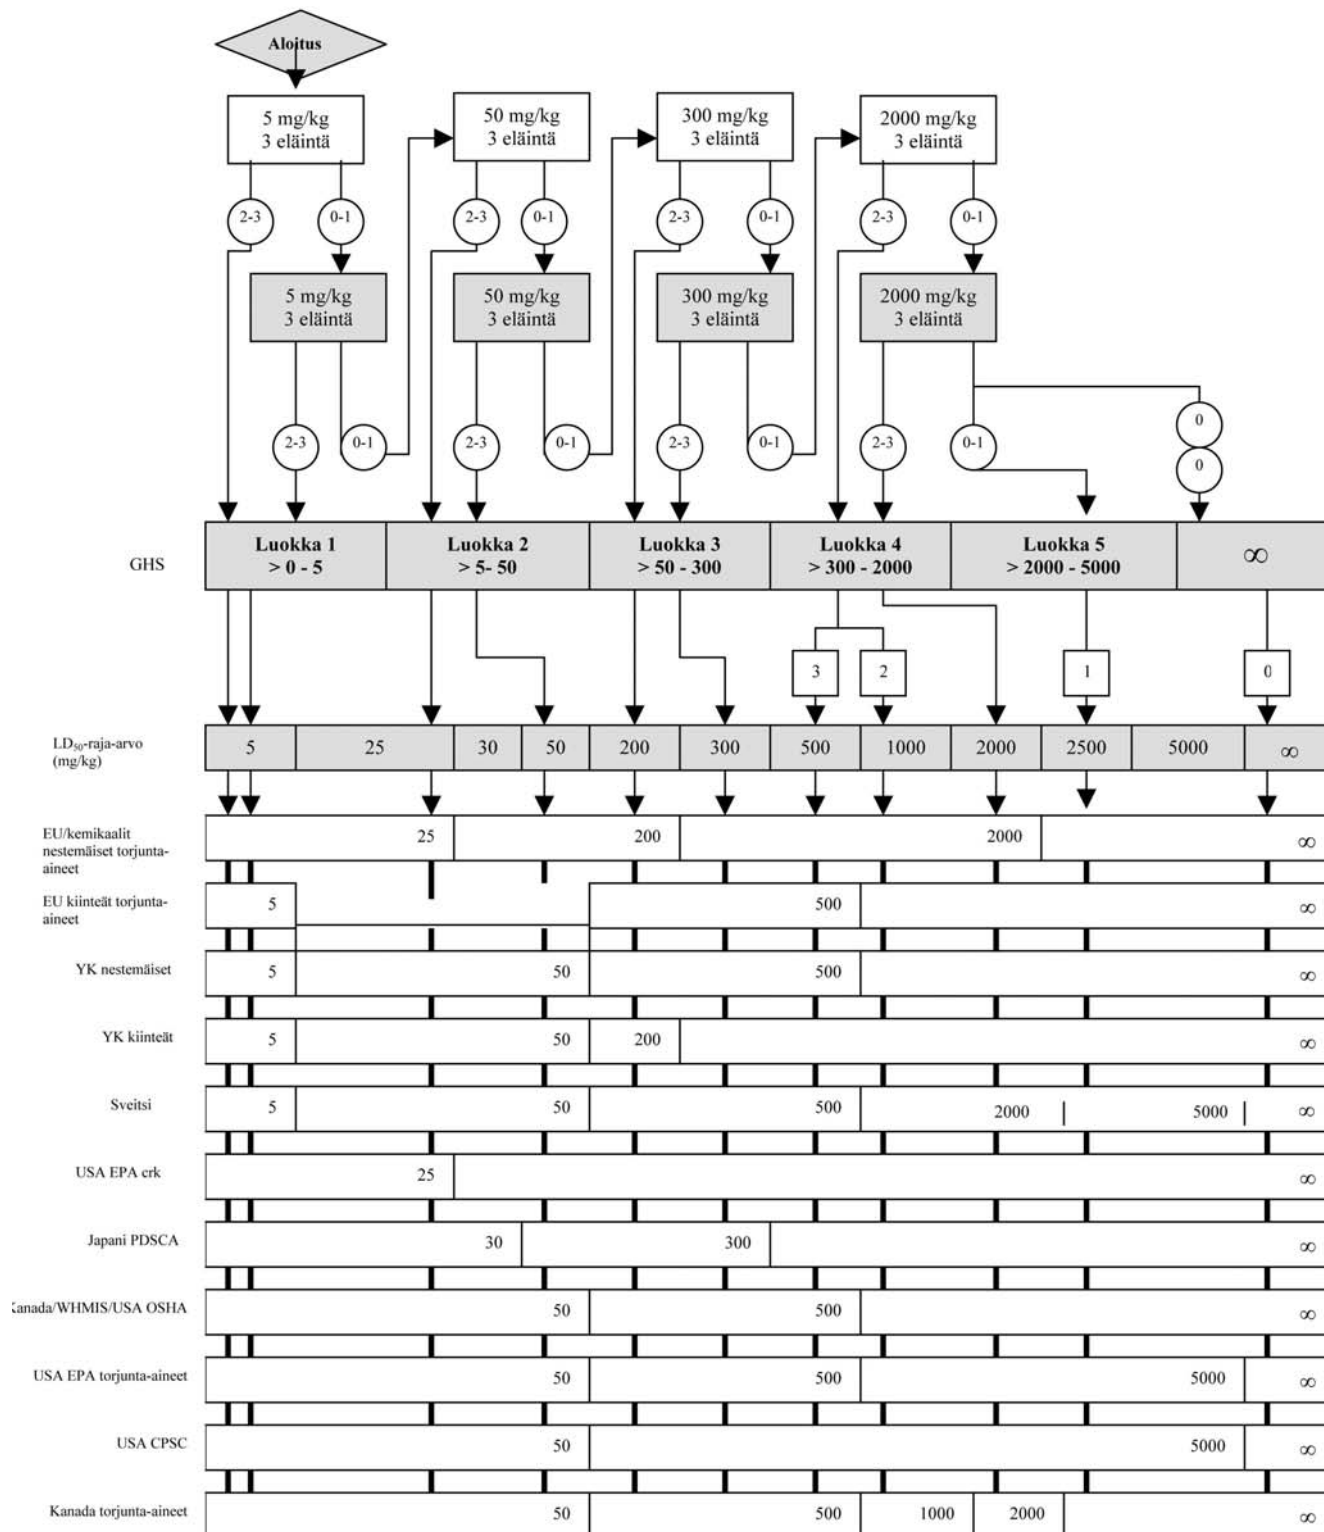 Aloitus
5 mg/kg
3 eläintä
50 mg/kg
3 eläintä
300 mg/kg
3 eläintä
2000 mg/kg
3 eläintä
2-3
0-1
2-3
0-1
2-3
0-1
2-3
0-1
5 mg/kg
3 eläintä
50 mg/kg
3 eläintä
300 mg/kg
3 eläintä
2000 mg/kg
3 eläintä
2-3
0-1
2-3
0-1
2-3
0-1
2-3
0-1
0
0
GHS
Luokka 1
> 0 - 5
Luokka 2
> 5- 50
Luokka 3
> 50 - 300
Luokka 4
> 300 - 2000
Luokka 5
> 2000 - 5000
∞
3
2
1
0
LD₅₀-raja-arvo
(mg/kg)
5 25 30 50 200 300 500 1000 2000 2500 5000 ∞
EU/kemikaalit
nestemäiset torjunta-
aineet
25 200 2000 ∞
EU kiinteät torjunta-
aineet
5 500 ∞
YK nestemäiset 5 50 500 ∞
YK kiinteät 5 50 200 ∞
Sveitsi 5 50 500 2000 5000 ∞
USA EPA crk 25 ∞
Japani PDSCA 30 300 ∞
Kanada/WHMIS/USA OSHA 50 500 ∞
USA EPA torjunta-aineet 50 500 5000 ∞
USA CPSC 50 5000 ∞
Kanada torjunta-aineet 50 500 1000 2000 ∞